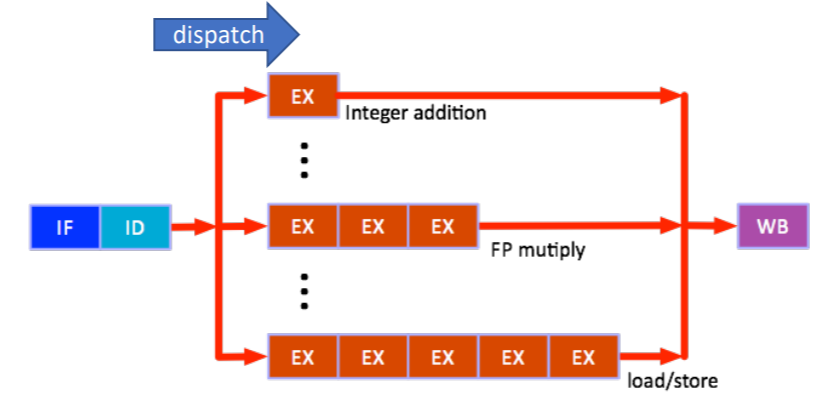 dispatch
EX
Integer addition
IF ID EX EX EX WB
FP mutiply
EX EX EX EX EX
load/store